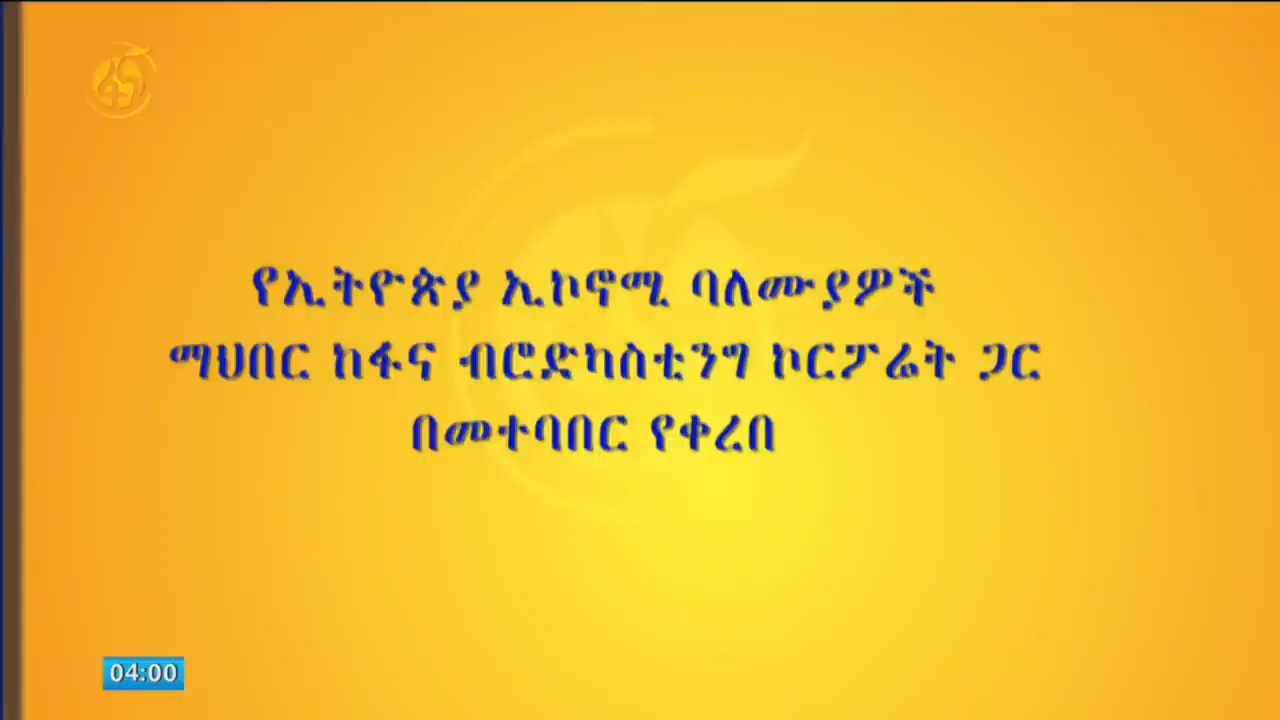 የኢትዮጵያ ኢኮኖሚ ባለሙያዎች
ማህበር ከፋና ብሮድካስቲንግ ኮርፖሬት ጋር
በመተባበር የቀረበ
04:00